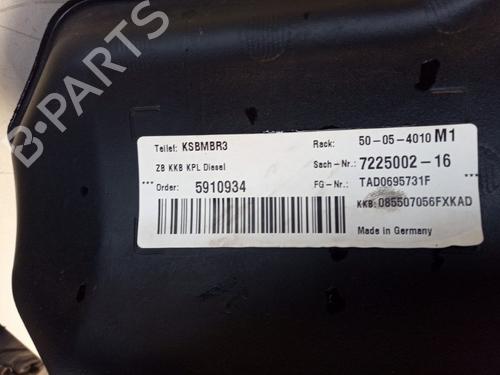 Teilef: KSBMBR3
Rack: 50-05-4010 M1
ZB KKB KPL Diesel
Sach-Nr.: 7225002-16
*** Order: 5910934
FG-Nr.: TAD0695731F ***
KKB: 085507056FXKAD
Made in Germany
B-Parts